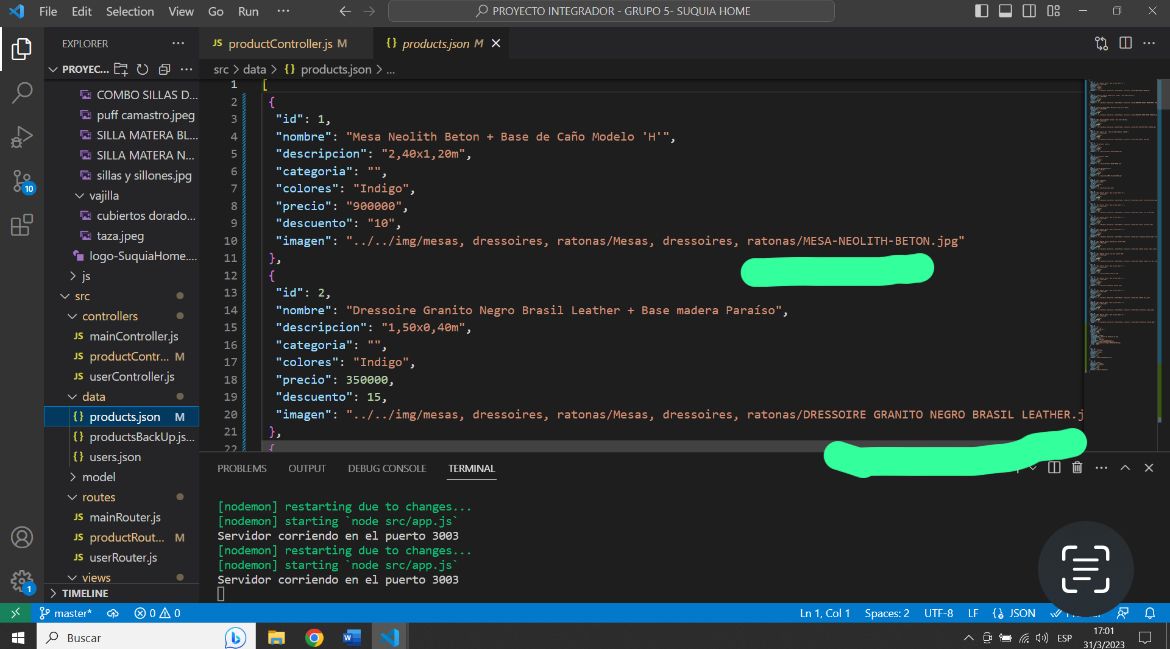 File Edit Selection View Go Run ··· PROYECTO INTEGRADOR - GRUPO 5- SUQUIA HOME
EXPLORER ···
JS productController.js M {} products.json M
PROYEC...
src > data > {} products.json > ...
COMBO SILLAS D...
puff camastro.jpeg
SILLA MATERA BL...
SILLA MATERA N...
sillas y sillones.jpg
vajilla
cubiertos dorado...
taza.jpeg
logo-SuquiaHome....
js
src
controllers
JS mainController.js
JS productContr... M
JS userController.js
data
{} products.json M
{} productsBackUp.js...
{} users.json
model
routes
JS mainRouter.js
JS productRout... M
JS userRouter.js
views
TIMELINE
10
1
1 [
2 {
3 "id": 1,
4 "nombre": "Mesa Neolith Beton + Base de Caño Modelo 'H'",
5 "descripcion": "2,40x1,20m",
6 "categoria": "",
7 "colores": "Indigo",
8 "precio": "900000",
9 "descuento": "10",
10 "imagen": "../../img/mesas, dressoires, ratonas/Mesas, dressoires, ratonas/MESA-NEOLITH-BETON.jpg"
11 },
12 {
13 "id": 2,
14 "nombre": "Dressoire Granito Negro Brasil Leather + Base madera Paraíso",
15 "descripcion": "1,50x0,40m",
16 "categoria": "",
17 "colores": "Indigo",
18 "precio": 350000,
19 "descuento": 15,
20 "imagen": "../../img/mesas, dressoires, ratonas/Mesas, dressoires, ratonas/DRESSOIRE GRANITO NEGRO BRASIL LEATHER.j
21 },
22 {
PROBLEMS OUTPUT DEBUG CONSOLE TERMINAL
[nodemon] restarting due to changes...
[nodemon] starting `node src/app.js`
Servidor corriendo en el puerto 3003
[nodemon] restarting due to changes...
[nodemon] starting `node src/app.js`
Servidor corriendo en el puerto 3003
master* 0 0 Ln 1, Col 1 Spaces: 2 UTF-8 LF {} JSON
Buscar ESP 17:01
31/3/2023